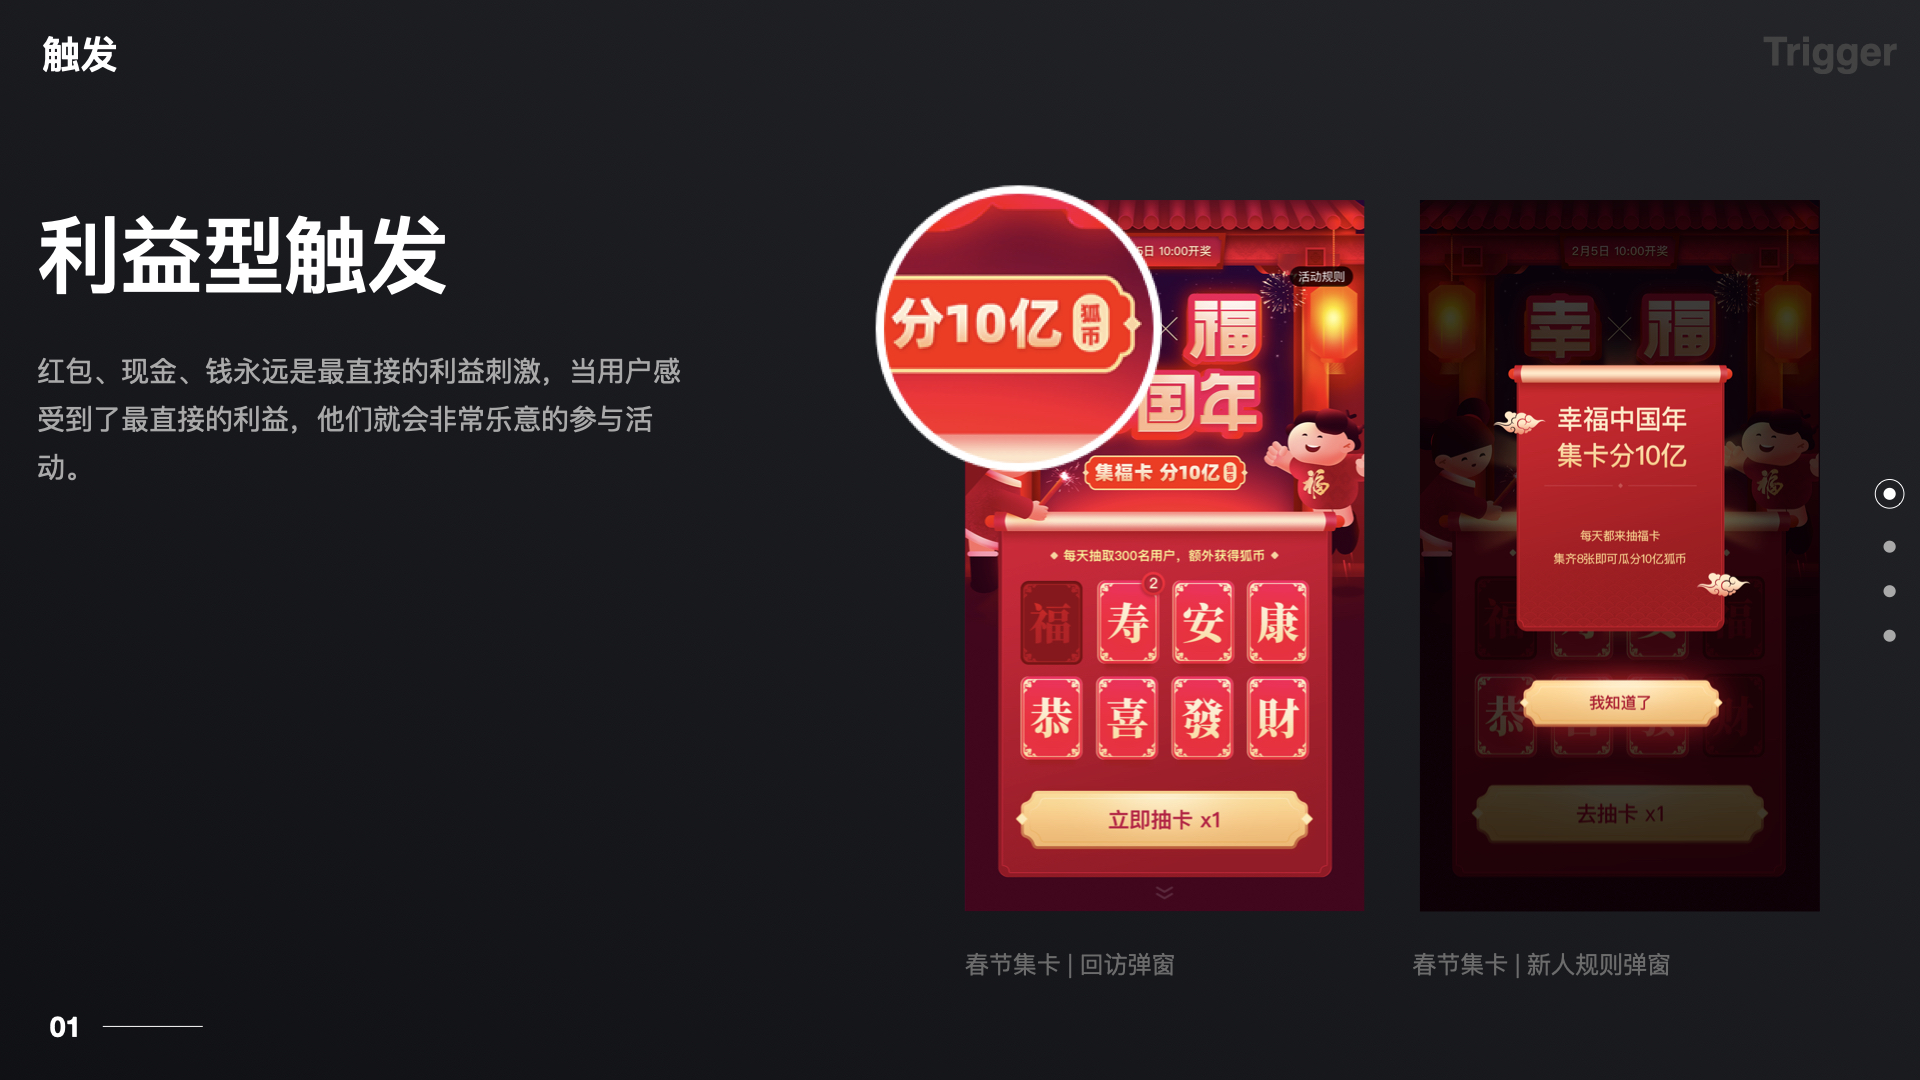 触发
Trigger
利益型触发
红包、现金、钱永远是最直接的利益刺激，当用户感
受到了最直接的利益，他们就会非常乐意的参与活
动。
分10亿 狐币
5日 10:00开奖
活动规则
福
国年
集福卡 分10亿 狐币
每天抽取300名用户，额外获得狐币
福 寿 2 安 康
恭 喜 發 財
立即抽卡 x1
春节集卡 | 回访弹窗
2月5日 10:00开奖
幸 福
幸福中国年
集卡分10亿
每天都来抽福卡
集齐8张即可瓜分10亿狐币
福 寿 安 福
恭 喜 發 財
我知道了
去抽卡 x1
春节集卡 | 新人规则弹窗
01